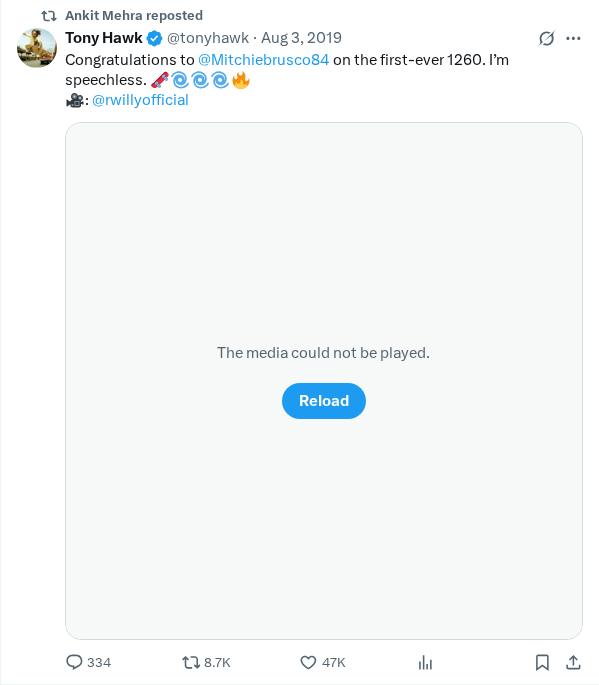 Ankit Mehra reposted
Tony Hawk @tonyhawk · Aug 3, 2019
Congratulations to @Mitchiebrusco84 on the first-ever 1260. I’m
speechless. 🛹🌀🌀🌀🔥
🎥: @rwillyofficial
The media could not be played.
Reload
334 8.7K 47K